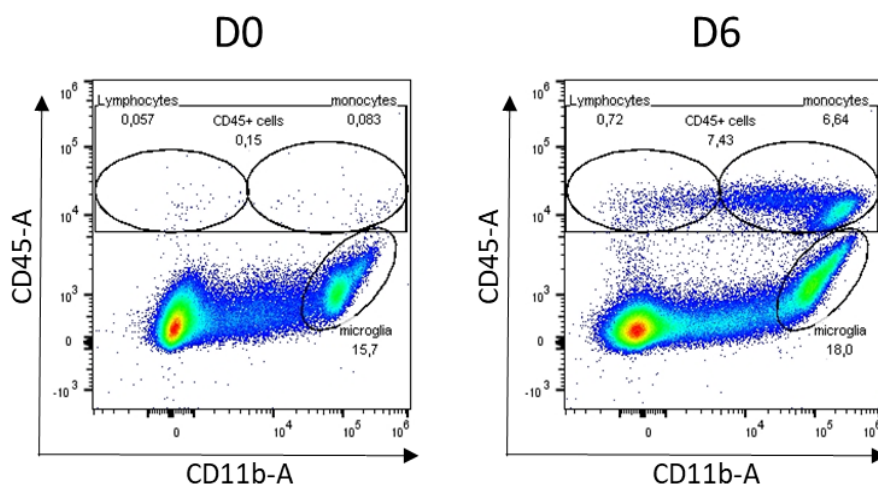 D0
10^6
10^5
10^4
10^3
0
-10^3
CD45-A
Lymphocytes
0,057
CD45+ cells
0,15
monocytes
0,083
microglia
15,7
0
10^4
10^5
10^6
CD11b-A
D6
10^6
10^5
10^4
10^3
0
-10^3
CD45-A
Lymphocytes
0,72
CD45+ cells
7,43
monocytes
6,64
microglia
18,0
0
10^4
10^5
10^6
CD11b-A